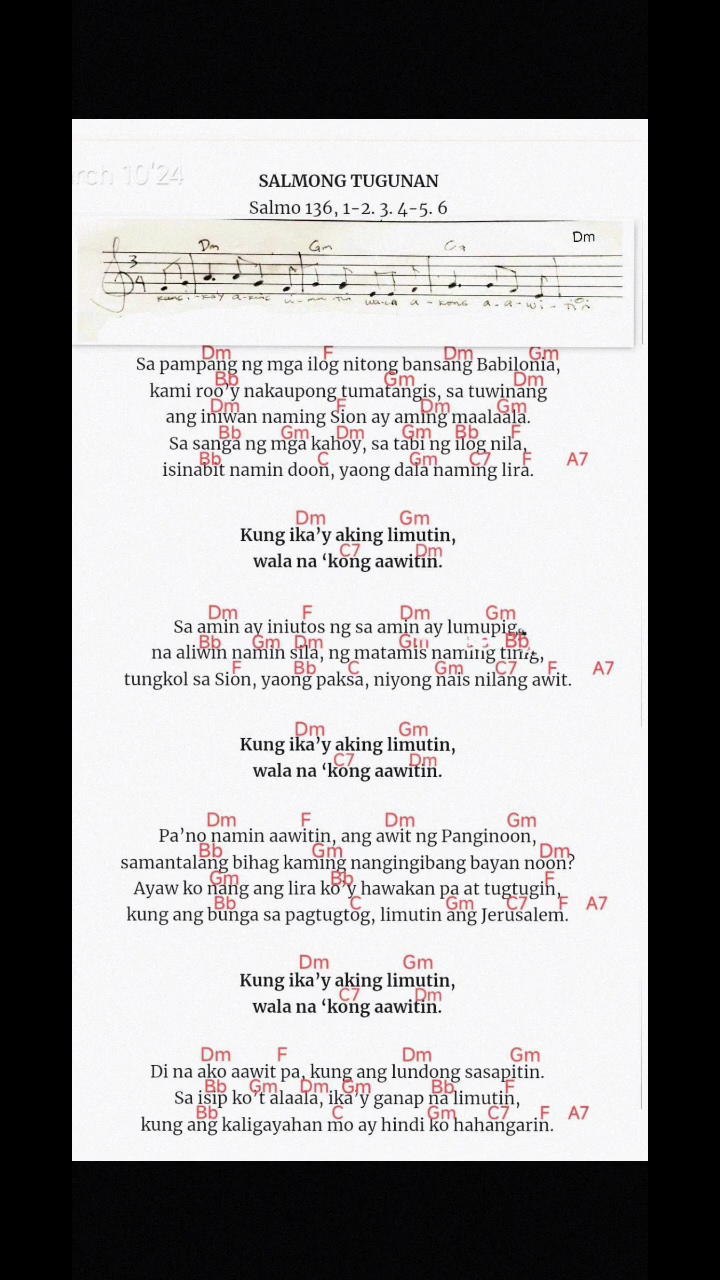 rch 10'24
SALMONG TUGUNAN
Salmo 136, 1-2. 3. 4-5. 6
Dm Gm C7 Dm
3
4
Dm F Dm Gm
Sa pampang ng mga ilog nitong bansang Babilonia,
Bb Gm Dm
kami roo’y nakaupong tumatangis, sa tuwinang
Dm F Dm Gm
ang iniwan naming Sion ay aming maalaala.
Bb Gm Dm Gm Bb F
Sa sanga ng mga kahoy, sa tabi ng ilog nila,
Bb C Gm C7 F A7
isinabit namin doon, yaong dala naming lira.
Dm Gm
Kung ika’y aking limutin,
C7 Dm
wala na ‘kong aawitin.
Dm F Dm Gm
Sa amin ay iniutos ng sa amin ay lumupig,
Bb Gm Dm Gm Bb
na aliwin namin sila, ng matamis naming tinig,
F Bb C Gm C7 F A7
tungkol sa Sion, yaong paksa, niyong nais nilang awit.
Dm Gm
Kung ika’y aking limutin,
C7 Dm
wala na ‘kong aawitin.
Dm F Dm Gm
Pa’no namin aawitin, ang awit ng Panginoon,
Bb Gm Dm
samantalang bihag kaming nangingibang bayan noon?
Gm Bb F
Ayaw ko nang ang lira ko’y hawakan pa at tugtugin,
Bb C Gm C7 F A7
kung ang bunga sa pagtugtog, limutin ang Jerusalem.
Dm Gm
Kung ika’y aking limutin,
C7 Dm
wala na ‘kong aawitin.
Dm F Dm Gm
Di na ako aawit pa, kung ang lundong sasapitin.
Bb Gm Dm Gm Bb F
Sa isip ko’t alaala, ika’y ganap na limutin,
Bb C Gm C7 F A7
kung ang kaligayahan mo ay hindi ko hahangarin.